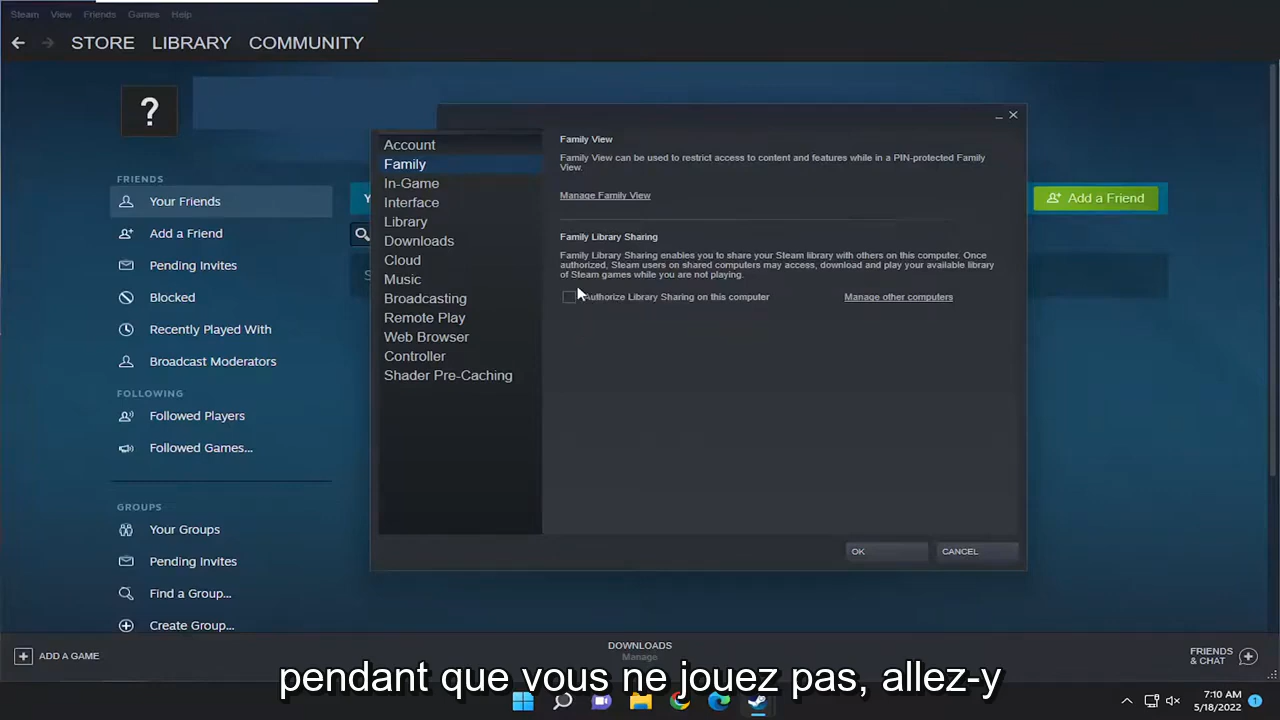 Steam View Friends Games Help
STORE LIBRARY COMMUNITY
?
FRIENDS
Your Friends
Add a Friend
Pending Invites
Blocked
Recently Played With
Broadcast Moderators
FOLLOWING
Followed Players
Followed Games...
GROUPS
Your Groups
Pending Invites
Find a Group...
Create Group...
Add a Friend
Account
Family
In-Game
Interface
Library
Downloads
Cloud
Music
Broadcasting
Remote Play
Web Browser
Controller
Shader Pre-Caching
Family View
Family View can be used to restrict access to content and features while in a PIN-protected Family
View.
Manage Family View
Family Library Sharing
Family Library Sharing enables you to share your Steam library with others on this computer. Once
authorized, Steam users on shared computers may access, download and play your available library
of Steam games while you are not playing.
Authorize Library Sharing on this computer Manage other computers
OK CANCEL
ADD A GAME
DOWNLOADS
Manage
FRIENDS
& CHAT
pendant que vous ne jouez pas, allez-y
7:10 AM
5/18/2022
1